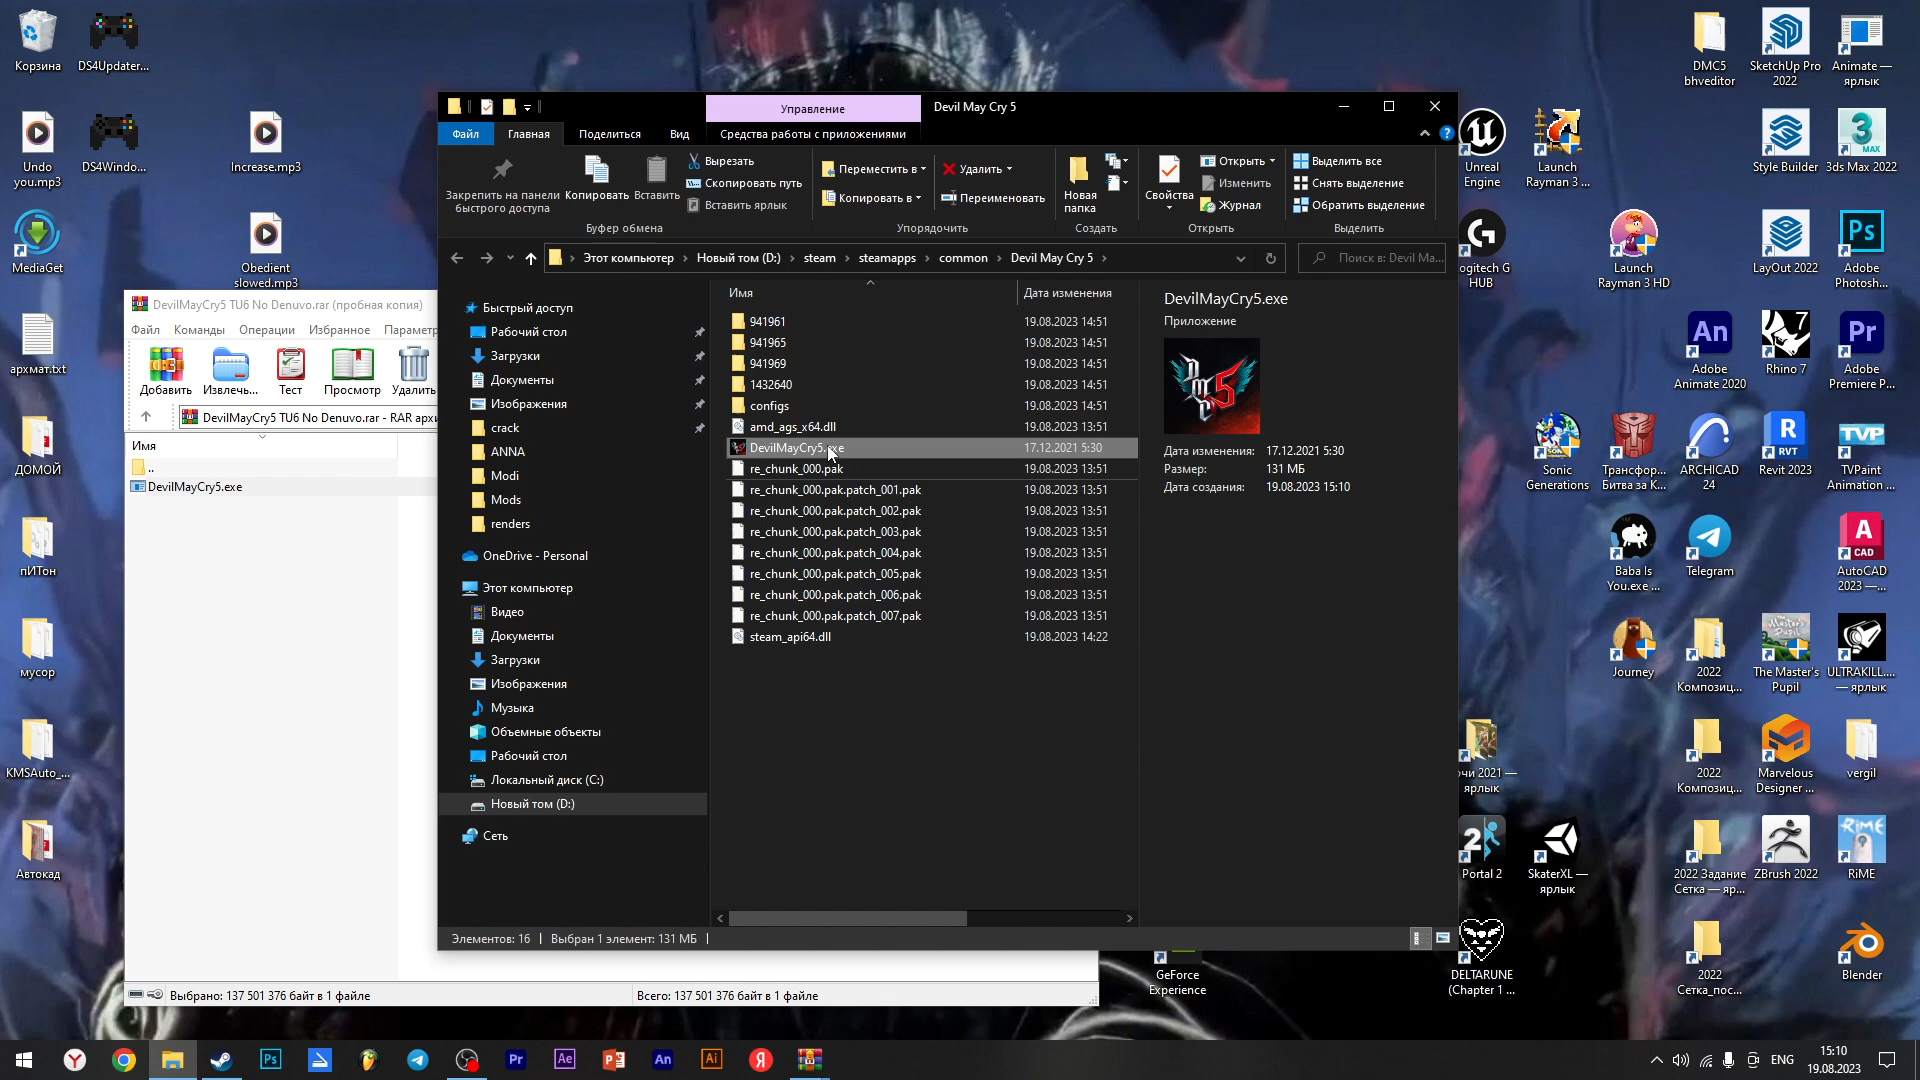 Корзина
DS4Updater...
Undo
you.mp3
DS4Windo...
Increase.mp3
MediaGet
Obedient
slowed.mp3
архмат.txt
ДОМОЙ
пИТон
мусор
KMSAuto_...
Автокад
DevilMayCry5 TU6 No Denuvo.rar (пробная копия)
Файл
Команды
Операции
Избранное
Параметр
Добавить
Извлечь...
Тест
Просмотр
Удалить
DevilMayCry5 TU6 No Denuvo.rar - RAR архи
Имя
..
DevilMayCry5.exe
Выбрано: 137 501 376 байт в 1 файле
Всего: 137 501 376 байт в 1 файле
Управление
Devil May Cry 5
Файл
Главная
Поделиться
Вид
Средства работы с приложениями
Закрепить на панели
быстрого доступа
Копировать
Вставить
Вырезать
Скопировать путь
Вставить ярлык
Буфер обмена
Переместить в
Копировать в
Удалить
Переименовать
Упорядочить
Новая
папка
Создать
Свойства
Открыть
Изменить
Журнал
Открыть
Выделить все
Снять выделение
Обратить выделение
Выделить
Этот компьютер
Новый том (D:)
steam
steamapps
common
Devil May Cry 5
Поиск в: Devil Ma...
Быстрый доступ
Рабочий стол
Загрузки
Документы
Изображения
crack
ANNA
Modi
Mods
renders
OneDrive - Personal
Этот компьютер
Видео
Документы
Загрузки
Изображения
Музыка
Объемные объекты
Рабочий стол
Локальный диск (C:)
Новый том (D:)
Сеть
Имя
Дата изменения
941961 19.08.2023 14:51
941965 19.08.2023 14:51
941969 19.08.2023 14:51
1432640 19.08.2023 14:51
configs 19.08.2023 14:51
amd_ags_x64.dll 19.08.2023 13:51
DevilMayCry5.exe 17.12.2021 5:30
re_chunk_000.pak 19.08.2023 13:51
re_chunk_000.pak.patch_001.pak 19.08.2023 13:51
re_chunk_000.pak.patch_002.pak 19.08.2023 13:51
re_chunk_000.pak.patch_003.pak 19.08.2023 13:51
re_chunk_000.pak.patch_004.pak 19.08.2023 13:51
re_chunk_000.pak.patch_005.pak 19.08.2023 13:51
re_chunk_000.pak.patch_006.pak 19.08.2023 13:51
re_chunk_000.pak.patch_007.pak 19.08.2023 13:51
steam_api64.dll 19.08.2023 14:22
DevilMayCry5.exe
Приложение
Дата изменения: 17.12.2021 5:30
Размер: 131 МБ
Дата создания: 19.08.2023 15:10
Элементов: 16
Выбран 1 элемент: 131 МБ
DMC5
bhveditor
SketchUp Pro
2022
Animate —
ярлык
Unreal
Engine
Launch
Rayman 3 ...
Style Builder
3ds Max 2022
ogitech G
HUB
Launch
Rayman 3 HD
LayOut 2022
Adobe
Photosh...
Adobe
Animate 2020
Rhino 7
Adobe
Premiere P...
Sonic
Generations
Трансфор...
Битва за К...
ARCHICAD
24
Revit 2023
TVPaint
Animation ...
Baba Is
You.exe ...
Telegram
AutoCAD
2023 —...
Journey
2022
Композиц...
The Master's
Pupil
ULTRAKILL....
— ярлык
чи 2021 —
ярлык
2022
Композиц...
Marvelous
Designer ...
vergil
Portal 2
SkaterXL —
ярлык
2022 Задание
Сетка — яр...
ZBrush 2022
RiME
GeForce
Experience
DELTARUNE
(Chapter 1 ...
2022
Сетка_пос...
Blender
ENG
15:10
19.08.2023